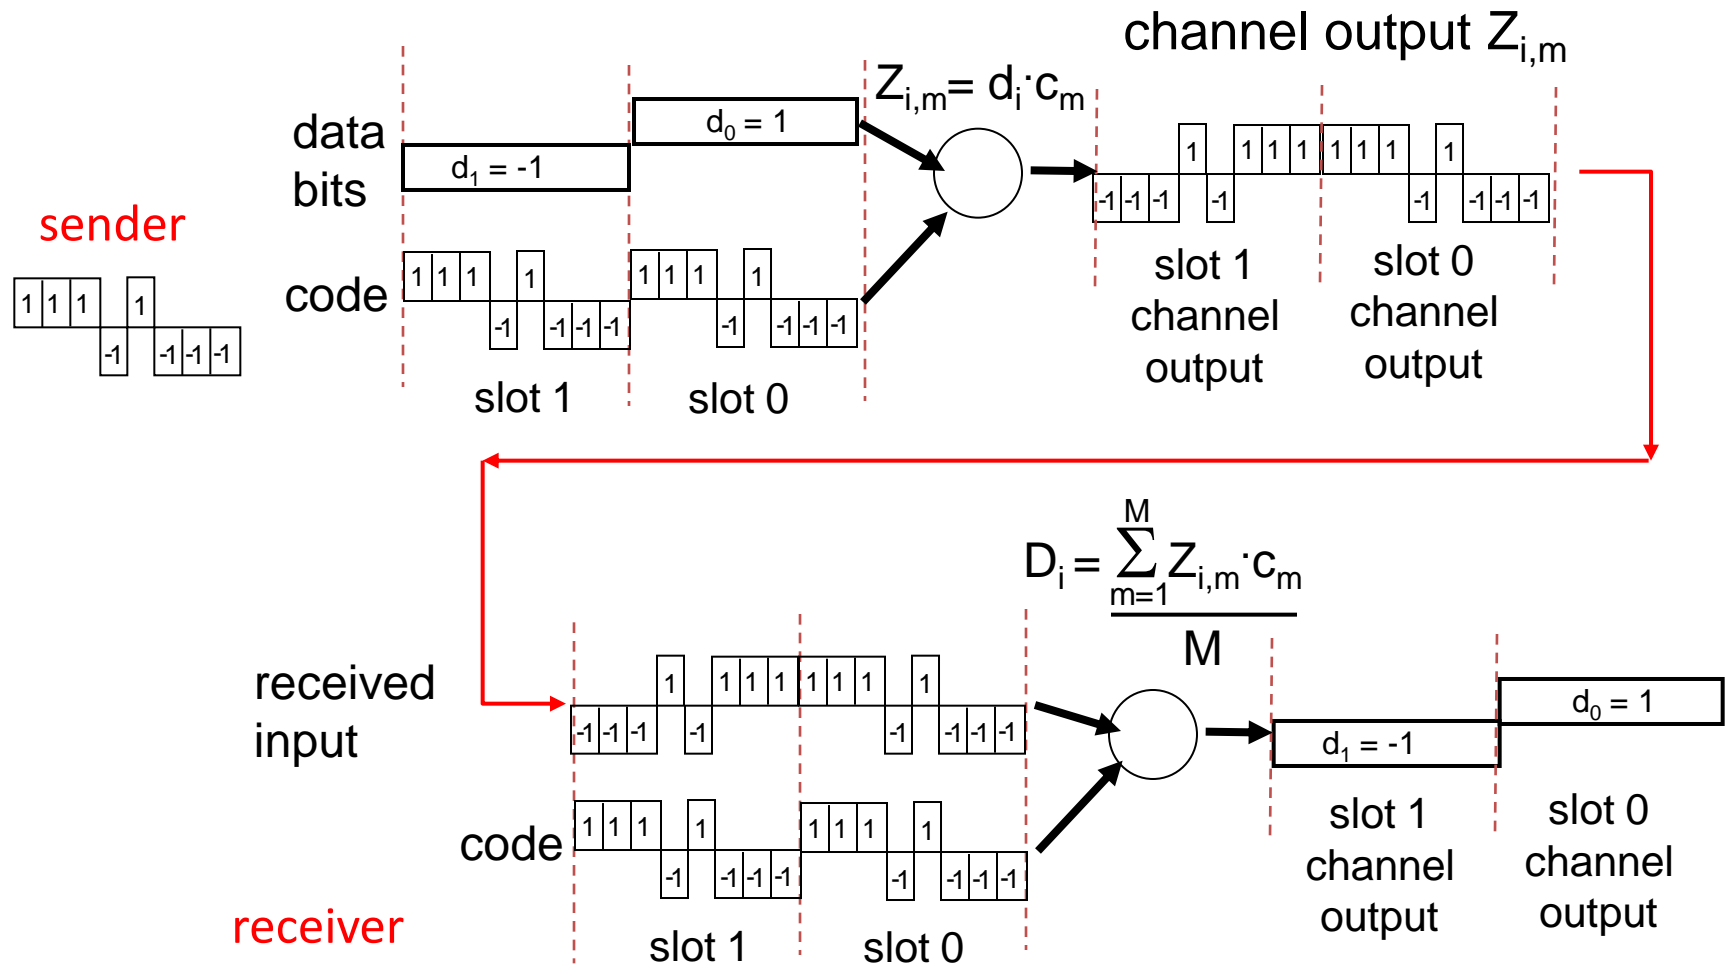 channel output Z_i,m
Z_i,m = d_i · c_m
data bits
d_0 = 1
d_1 = -1
-1 -1 -1 1 -1 1 1 1 1 1 1 -1 1 -1 -1 -1
sender
1 1 1 -1 1 -1 -1 -1
code
1 1 1 -1 1 -1 -1 -1 1 1 1 -1 1 -1 -1 -1
slot 1
slot 0
slot 1
channel
output
slot 0
channel
output
D_i = Σ_{m=1}^{M} Z_i,m · c_m
M
received
input
-1 -1 -1 1 -1 1 1 1 1 1 1 -1 1 -1 -1 -1
d_0 = 1
d_1 = -1
code
1 1 1 -1 1 -1 -1 -1 1 1 1 -1 1 -1 -1 -1
slot 1
channel
output
slot 0
channel
output
receiver
slot 1
slot 0